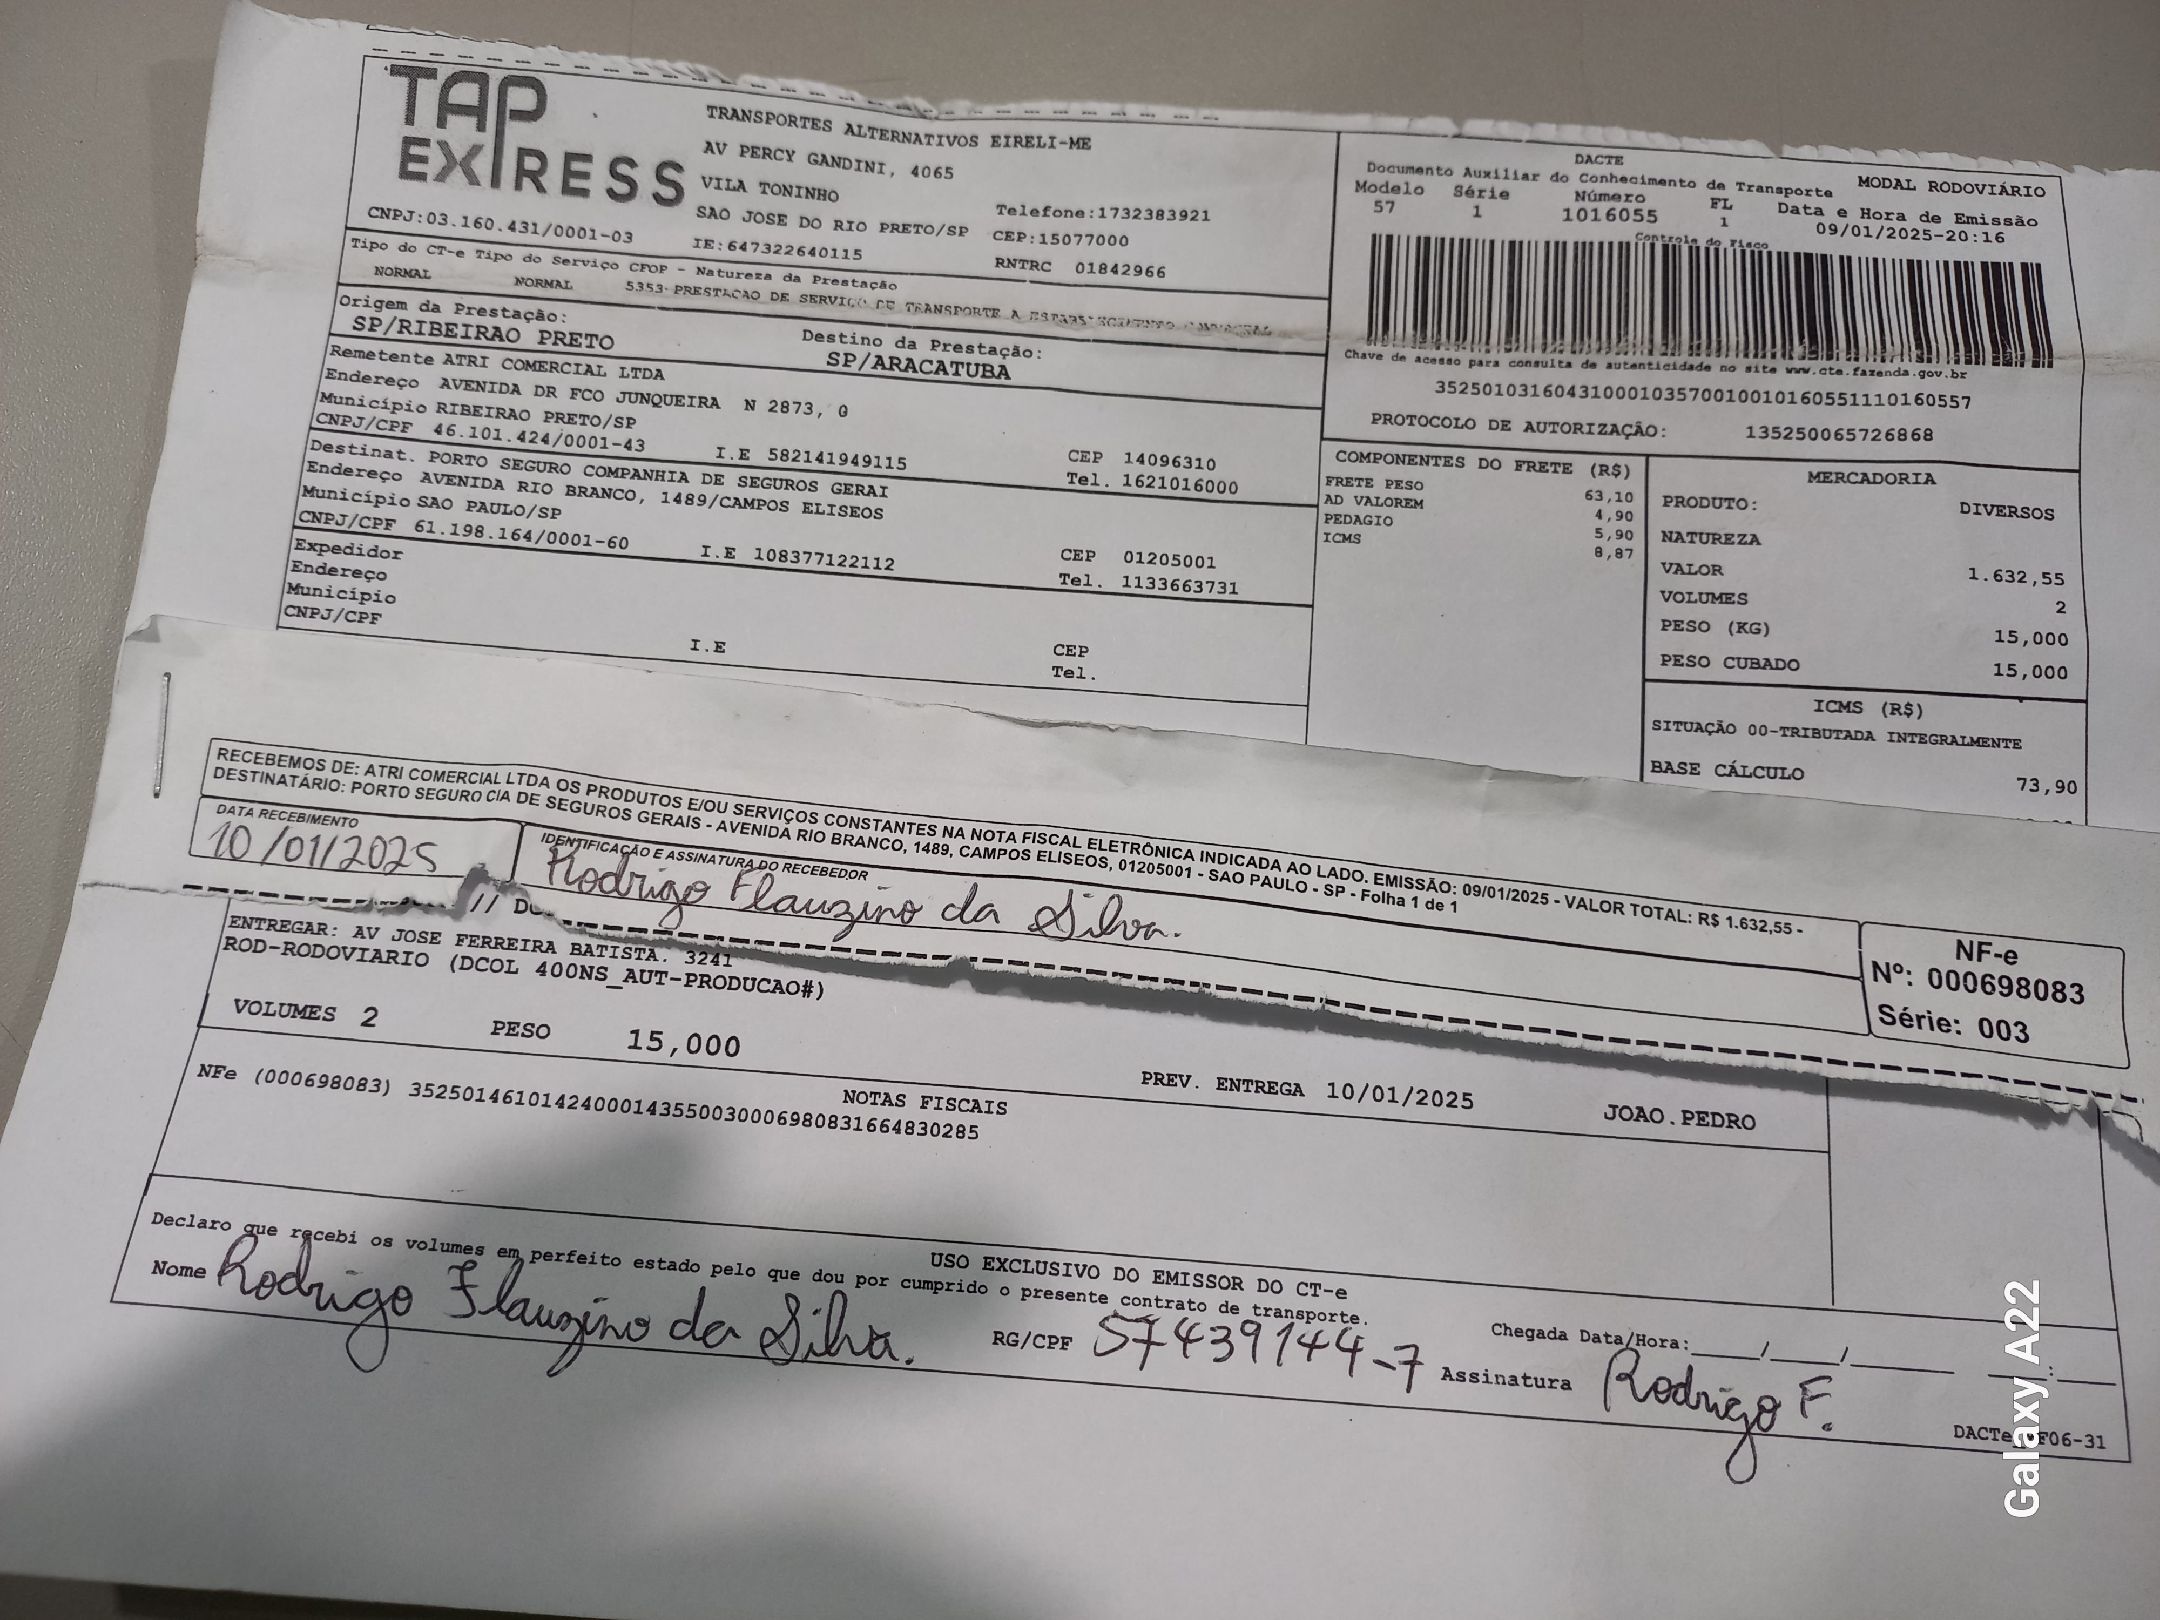 TAP EXPRESS
TRANSPORTES ALTERNATIVOS EIRELI-ME
AV PERCY GANDINI, 4065
VILA TONINHO
SAO JOSE DO RIO PRETO/SP
Telefone:1732383921
CEP:15077000
CNPJ:03.160.431/0001-03
IE:647322640115
RNTRC 01842966
Tipo do CT-e Tipo do Serviço CFOP - Natureza da Prestação
NORMAL NORMAL 5353-PRESTAÇAO DE SERVIÇO DE TRANSPORTE A
Origem da Prestação:
SP/RIBEIRAO PRETO
Destino da Prestação:
SP/ARACATUBA
Remetente ATRI COMERCIAL LTDA
Endereço AVENIDA DR FCO JUNQUEIRA N 2873, 0
Município RIBEIRAO PRETO/SP
CEP 14096310
CNPJ/CPF 46.101.424/0001-43 I.E 582141949115 Tel. 1621016000
Destinat. PORTO SEGURO COMPANHIA DE SEGUROS GERAI
Endereço AVENIDA RIO BRANCO, 1489/CAMPOS ELISEOS
Município SAO PAULO/SP
CEP 01205001
CNPJ/CPF 61.198.164/0001-60 I.E 108377122112 Tel. 1133663731
Expedidor
Endereço
Município
CEP
CNPJ/CPF I.E Tel.
DACTE
Documento Auxiliar do Conhecimento de Transporte
MODAL RODOVIÁRIO
Modelo Série Número FL Data e Hora de Emissão
57 1 1016055 1 09/01/2025-20:16
Controle do Fisco
Chave de acesso para consulta de autenticidade no site www.cte.fazenda.gov.br
35250103160431000103570010010160551110160557
PROTOCOLO DE AUTORIZAÇÃO: 135250065726868
COMPONENTES DO FRETE (R$)
FRETE PESO 63,10
AD VALOREM 4,90
PEDAGIO 5,90
ICMS 8,87
MERCADORIA
PRODUTO: DIVERSOS
NATUREZA
VALOR 1.632,55
VOLUMES 2
PESO (KG) 15,000
PESO CUBADO 15,000
ICMS (R$)
SITUAÇÃO 00-TRIBUTADA INTEGRALMENTE
BASE CÁLCULO 73,90
RECEBEMOS DE: ATRI COMERCIAL LTDA OS PRODUTOS E/OU SERVIÇOS CONSTANTES NA NOTA FISCAL ELETRÔNICA INDICADA AO LADO. EMISSÃO: 09/01/2025 - VALOR TOTAL: R$ 1.632,55 -
DESTINATÁRIO: PORTO SEGURO CIA DE SEGUROS GERAIS - AVENIDA RIO BRANCO, 1489, CAMPOS ELISEOS, 01205001 - SAO PAULO - SP - Folha 1 de 1
DATA RECEBIMENTO
10/01/2025
IDENTIFICAÇÃO E ASSINATURA DO RECEBEDOR
Rodrigo Flauzino da Silva.
NF-e
Nº: 000698083
Série: 003
ENTREGAR: AV JOSE FERREIRA BATISTA. 3241
ROD-RODOVIARIO (DCOL 400NS_AUT-PRODUCAO#)
VOLUMES 2 PESO 15,000 PREV. ENTREGA 10/01/2025 JOAO.PEDRO
NOTAS FISCAIS
NFe (000698083) 35250146101424000143550030006980831664830285
USO EXCLUSIVO DO EMISSOR DO CT-e
Declaro que recebi os volumes em perfeito estado pelo que dou por cumprido o presente contrato de transporte.
Nome Rodrigo Flauzino da Silva. RG/CPF 57439144-7
Chegada Data/Hora:____/____/____ ___:___
Assinatura Rodrigo F.
Galaxy A22